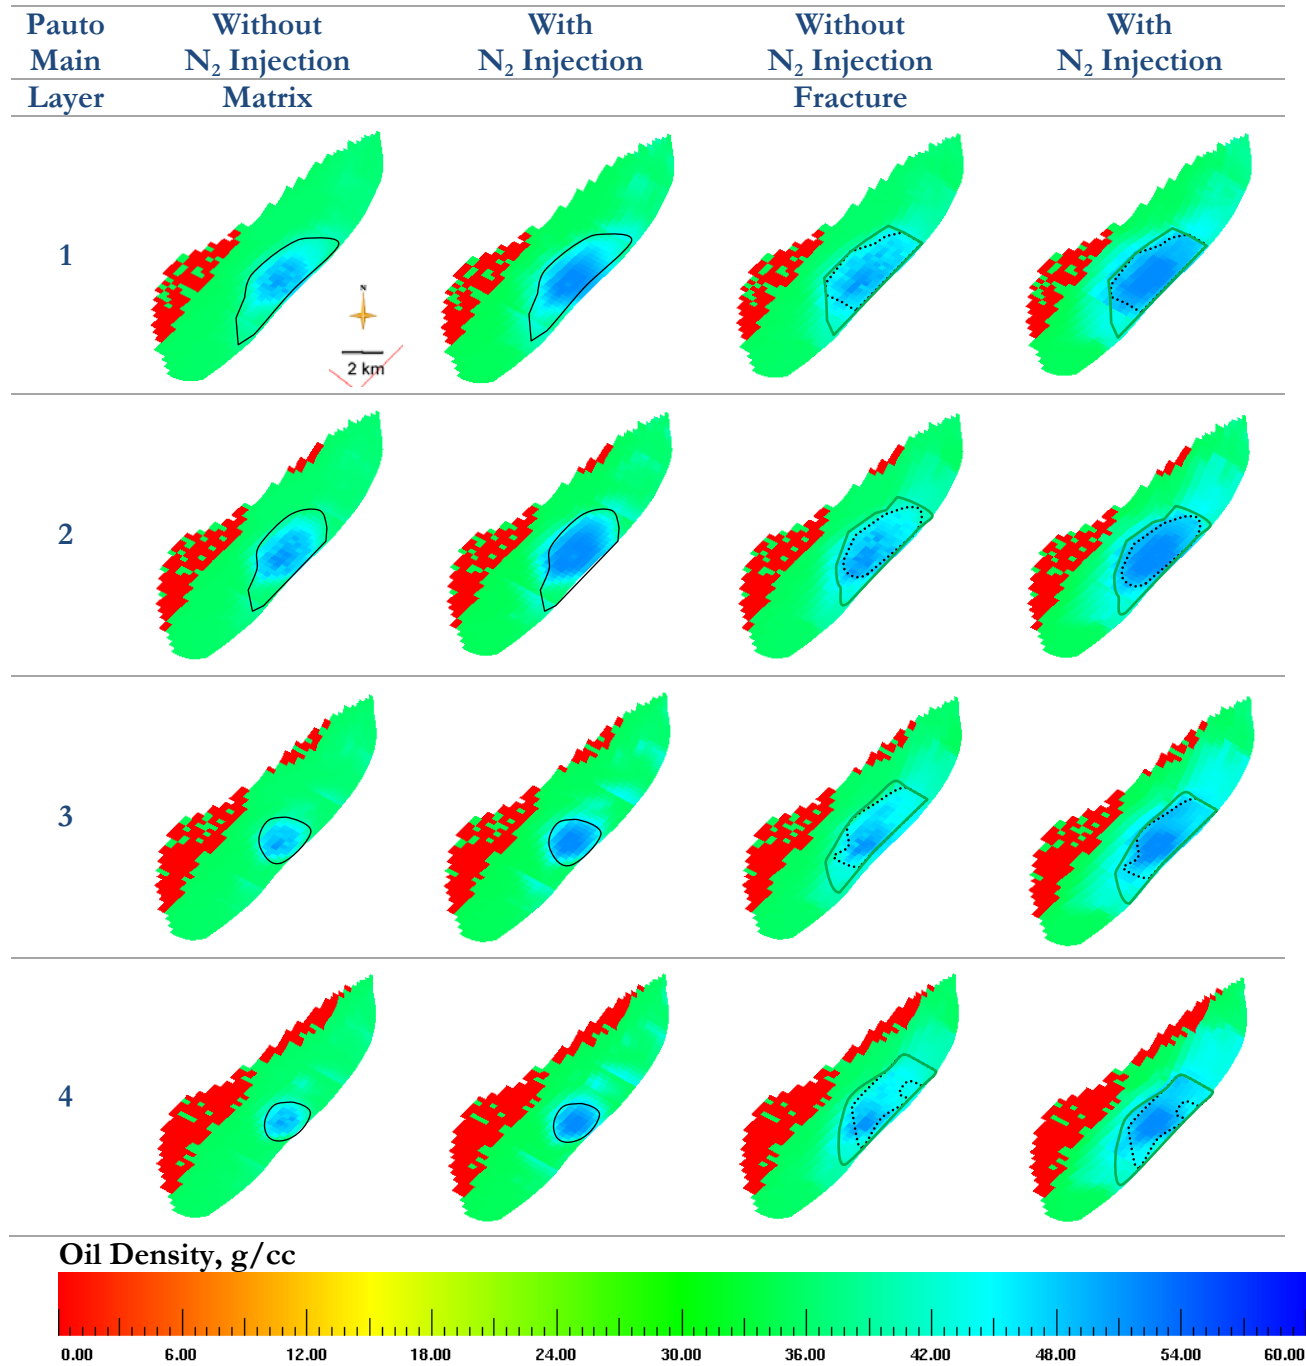 Pauto Without With Without With
Main N₂ Injection N₂ Injection N₂ Injection N₂ Injection
Layer Matrix Fracture
1
N
2 km
2
3
4
Oil Density, g/cc
0.00 6.00 12.00 18.00 24.00 30.00 36.00 42.00 48.00 54.00 60.00